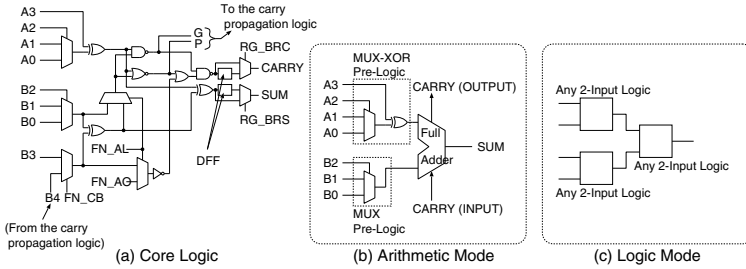 A3
A2
A1
A0
B2
B1
B0
B3
B4
FN_CB
(From the carry
propagation logic)
FN_AL
FN_AO
G
P
To the carry
propagation logic
RG_BRC
CARRY
SUM
RG_BRS
DFF
(a) Core Logic
MUX-XOR
Pre-Logic
A3
A2
A1
A0
B2
B1
B0
MUX
Pre-Logic
CARRY (OUTPUT)
Full
Adder
SUM
CARRY (INPUT)
(b) Arithmetic Mode
Any 2-Input Logic
Any 2-Input Logic
Any 2-Input Logic
(c) Logic Mode